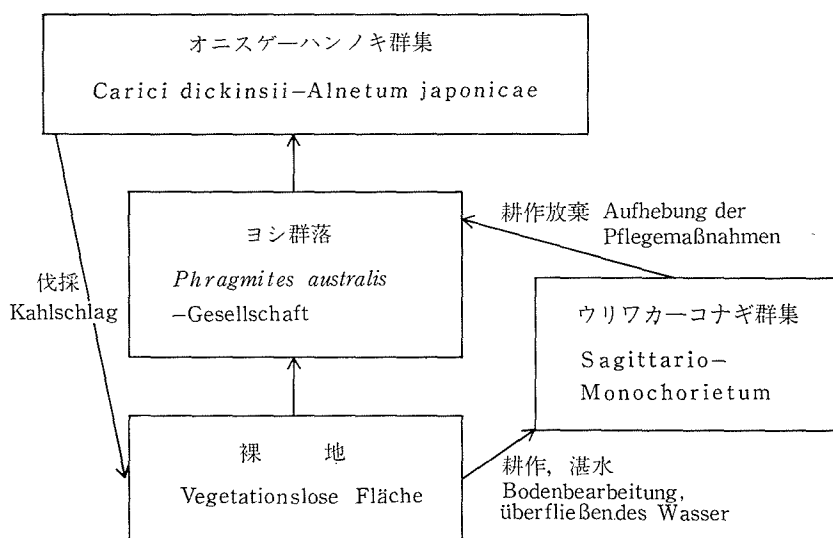 オニスゲーハンノキ群集
Carici dickinsii–Alnetum japonicae
ヨシ群落
Phragmites australis
–Gesellschaft
伐採
Kahlschlag
耕作放棄 Aufhebung der
Pflegemaßnahmen
ウリワカーコナギ群集
Sagittario–
Monochorietum
裸 地
Vegetationslose Fläche
耕作, 湛水
Bodenbearbeitung,
überfließendes Wasser